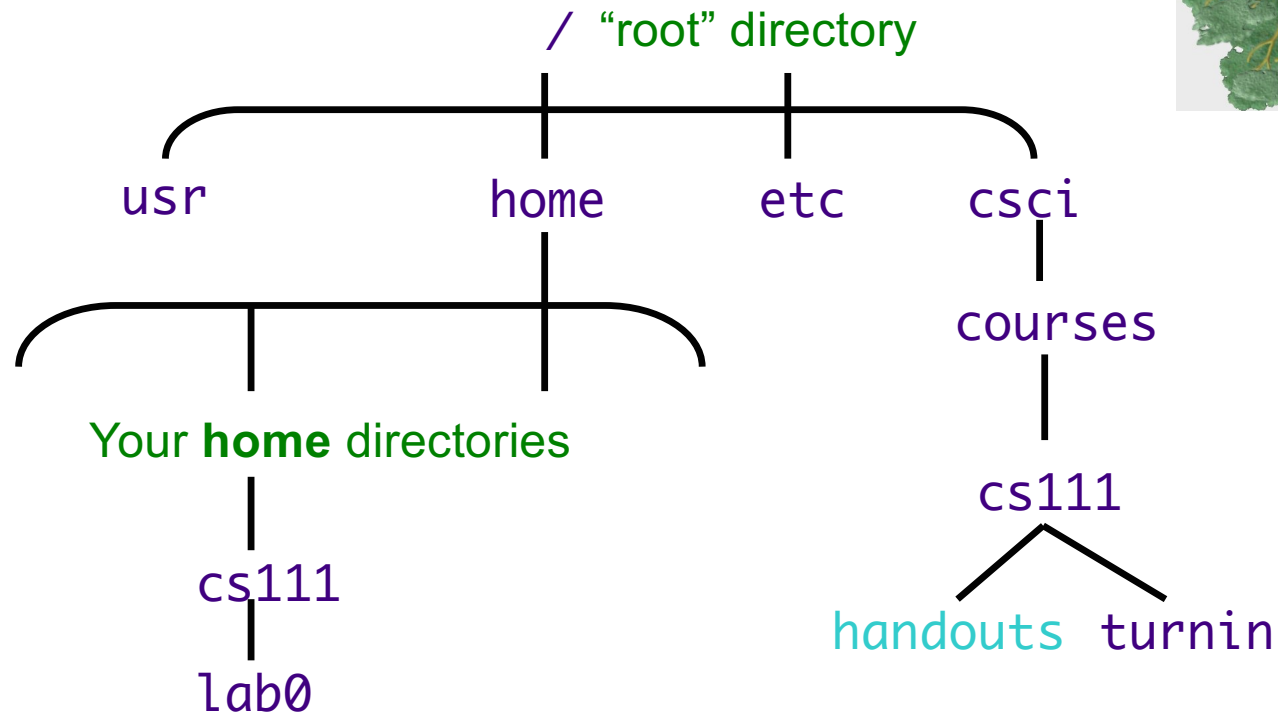 / “root” directory
usr home etc csci
courses
Your home directories
cs111
cs111
handouts turnin
lab0